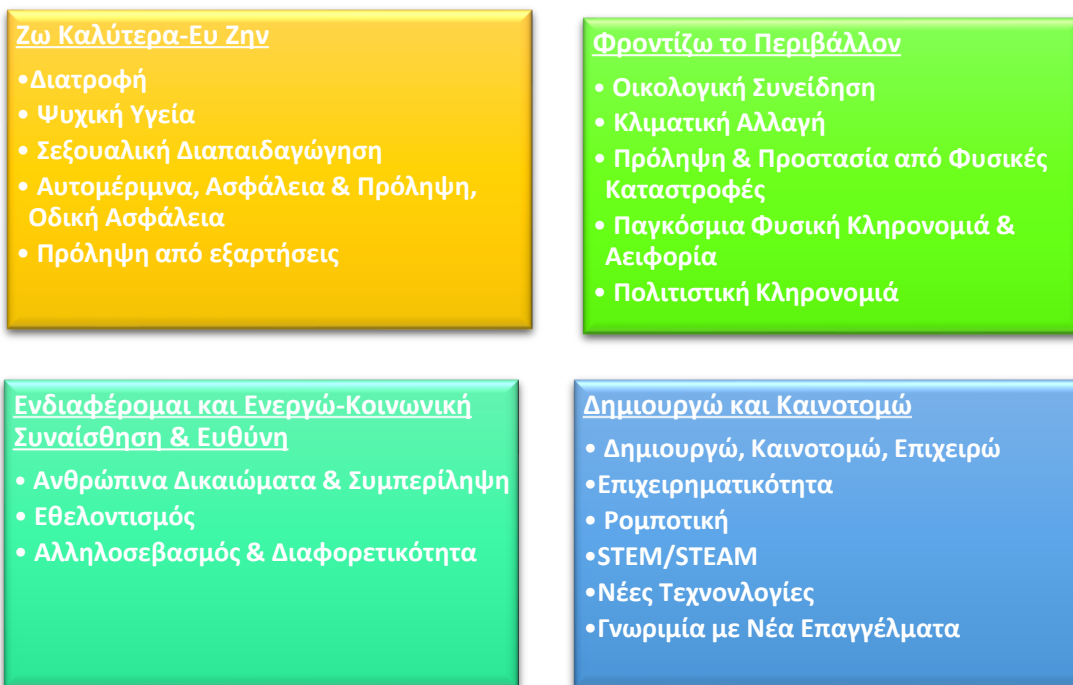 Ζω Καλύτερα-Ευ Ζην
•Διατροφή
• Ψυχική Υγεία
• Σεξουαλική Διαπαιδαγώγηση
• Αυτομέριμνα, Ασφάλεια & Πρόληψη,
Οδική Ασφάλεια
• Πρόληψη από εξαρτήσεις
Φροντίζω το Περιβάλλον
• Οικολογική Συνείδηση
• Κλιματική Αλλαγή
• Πρόληψη & Προστασία από Φυσικές
Καταστροφές
• Παγκόσμια Φυσική Κληρονομιά &
Αειφορία
• Πολιτιστική Κληρονομιά
Ενδιαφέρομαι και Ενεργώ-Κοινωνική
Συναίσθηση & Ευθύνη
• Ανθρώπινα Δικαιώματα & Συμπερίληψη
• Εθελοντισμός
• Αλληλοσεβασμός & Διαφορετικότητα
Δημιουργώ και Καινοτομώ
• Δημιουργώ, Καινοτομώ, Επιχειρώ
•Επιχειρηματικότητα
• Ρομποτική
•STEM/STEAM
•Νέες Τεχνονλογίες
•Γνωριμία με Νέα Επαγγέλματα